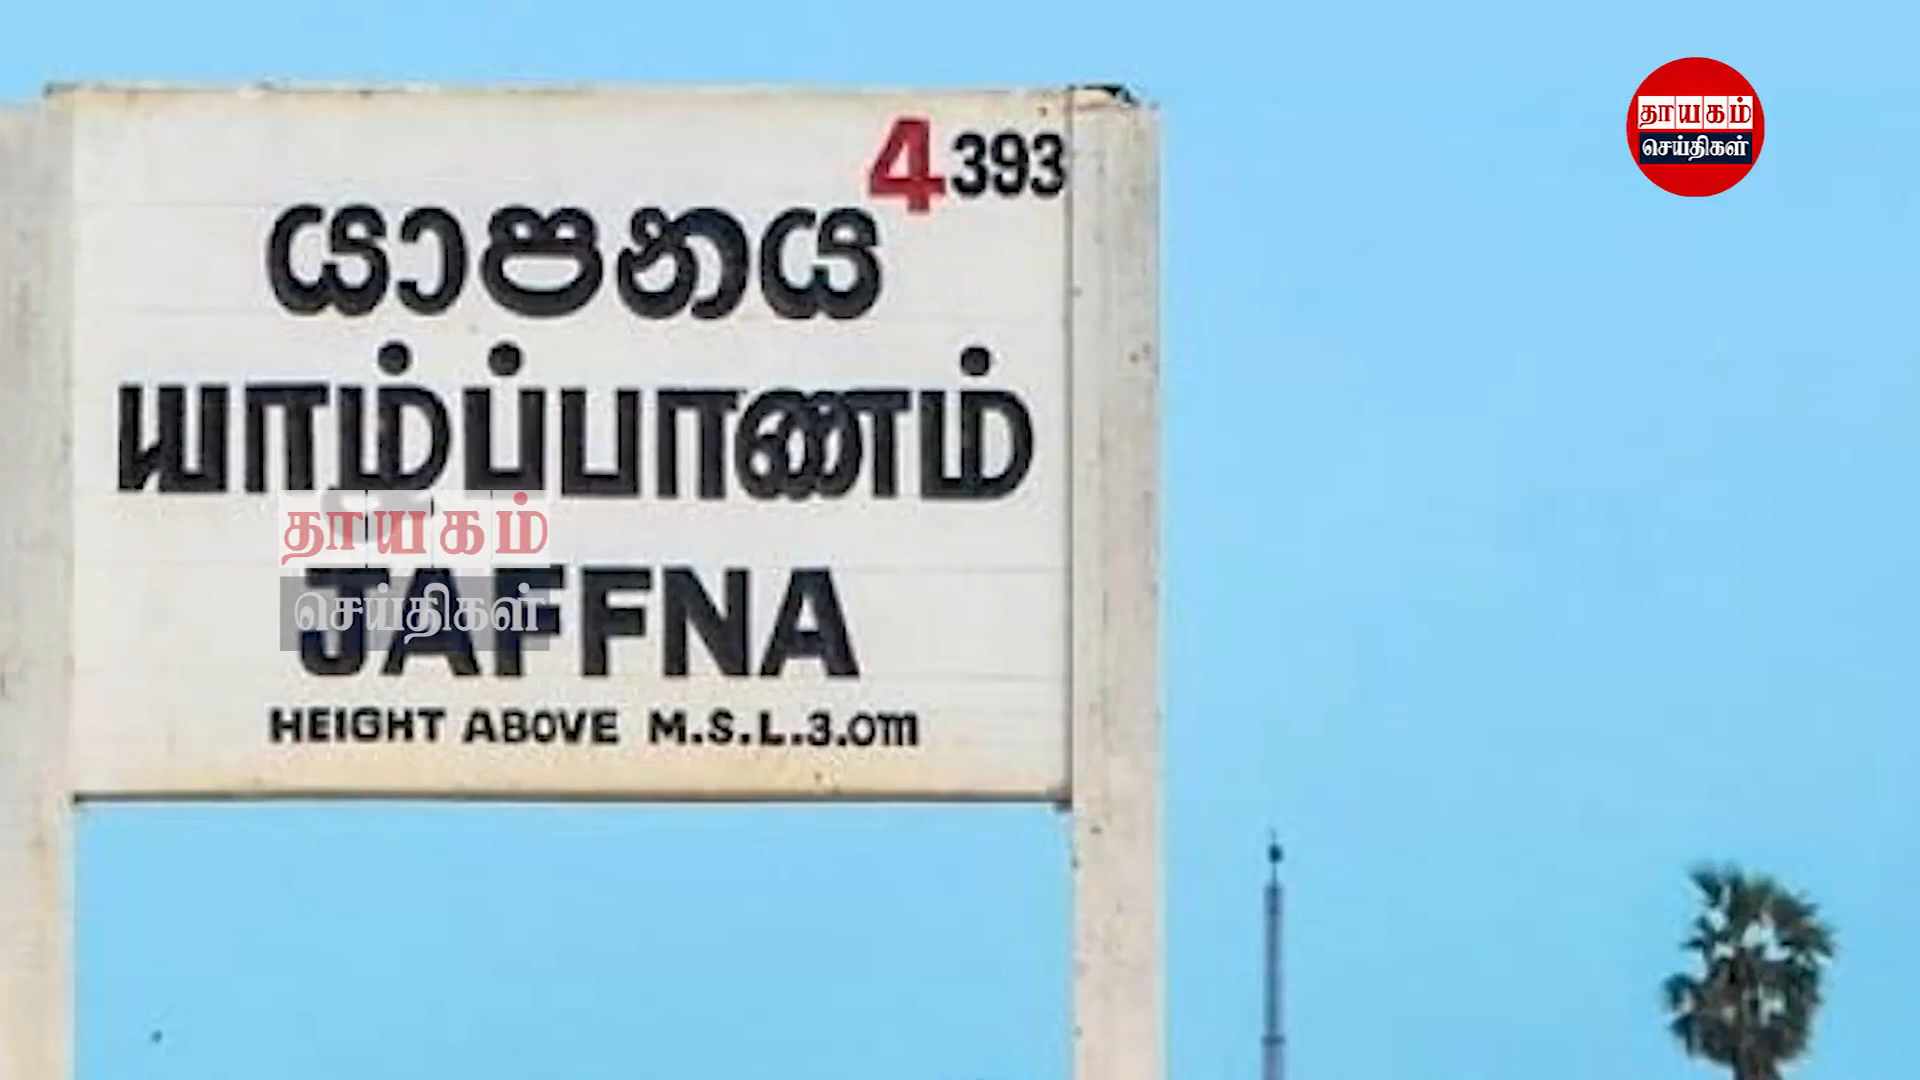 4 393
යාපනය
யாழ்ப்பாணம்
JAFFNA
HEIGHT ABOVE M.S.L.3.0m
தாயகம்
செய்திகள்
தாயகம்
செய்திகள்